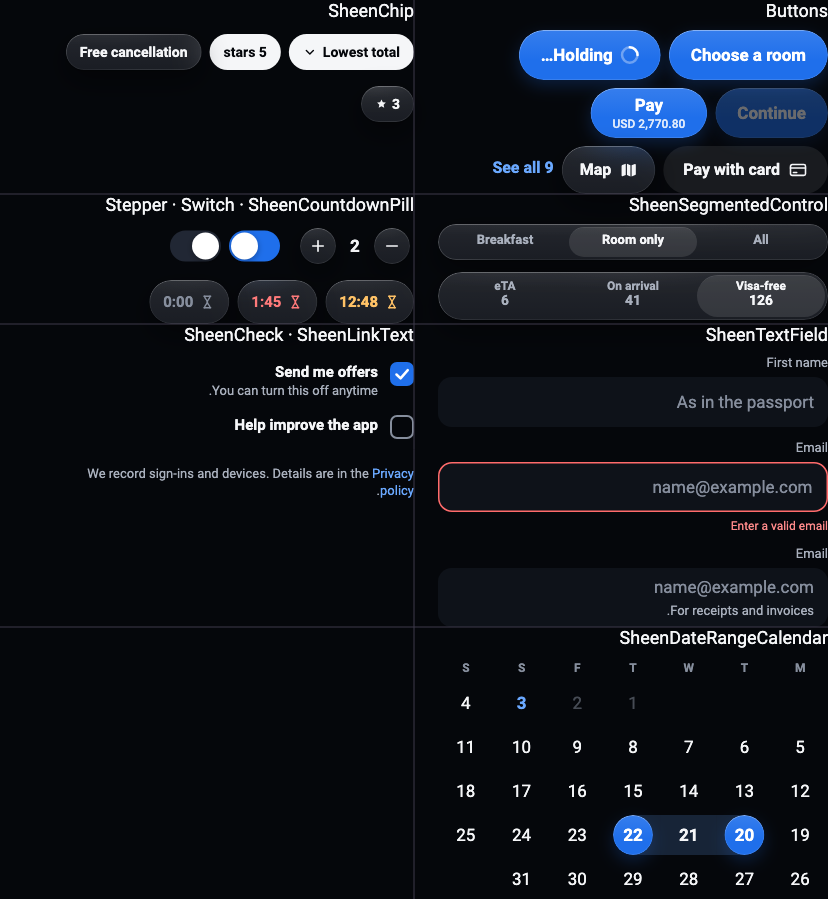 SheenChip
Free cancellation
stars 5
Lowest total
3
Buttons
...Holding
Choose a room
Pay
USD 2,770.80
Continue
See all 9
Map
Pay with card
Stepper · Switch · SheenCountdownPill
+ 2 −
0:00
1:45
12:48
SheenSegmentedControl
Breakfast
Room only
All
eTA
6
On arrival
41
Visa-free
126
SheenCheck · SheenLinkText
Send me offers
.You can turn this off anytime
Help improve the app
We record sign-ins and devices. Details are in the Privacy
.policy
SheenTextField
First name
As in the passport
Email
name@example.com
Enter a valid email
Email
name@example.com
.For receipts and invoices
SheenDateRangeCalendar
S S F T W T M
4 3 2 1
11 10 9 8 7 6 5
18 17 16 15 14 13 12
25 24 23 22 21 20 19
31 30 29 28 27 26